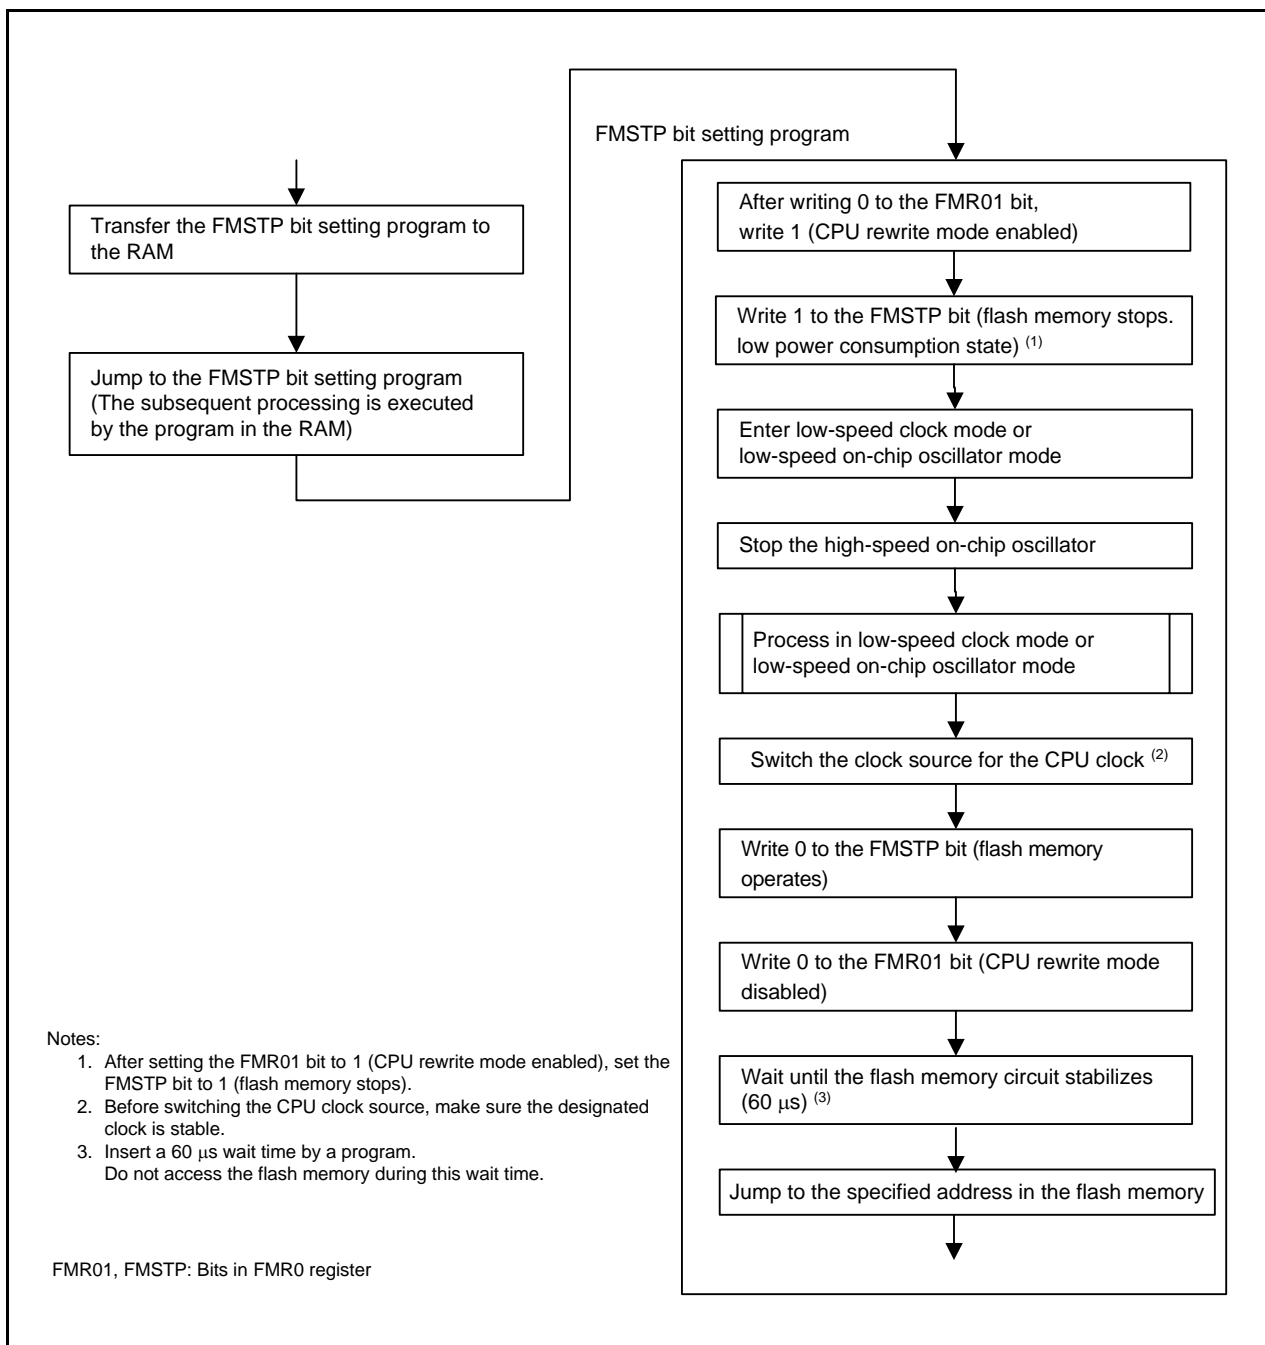 Transfer the FMSTP bit setting program to
the RAM
Jump to the FMSTP bit setting program
(The subsequent processing is executed
by the program in the RAM)
FMSTP bit setting program
After writing 0 to the FMR01 bit,
write 1 (CPU rewrite mode enabled)
Write 1 to the FMSTP bit (flash memory stops.
low power consumption state) (1)
Enter low-speed clock mode or
low-speed on-chip oscillator mode
Stop the high-speed on-chip oscillator
Process in low-speed clock mode or
low-speed on-chip oscillator mode
Switch the clock source for the CPU clock (2)
Write 0 to the FMSTP bit (flash memory
operates)
Write 0 to the FMR01 bit (CPU rewrite mode
disabled)
Wait until the flash memory circuit stabilizes
(60 μs) (3)
Jump to the specified address in the flash memory
Notes:
1. After setting the FMR01 bit to 1 (CPU rewrite mode enabled), set the
FMSTP bit to 1 (flash memory stops).
2. Before switching the CPU clock source, make sure the designated
clock is stable.
3. Insert a 60 μs wait time by a program.
Do not access the flash memory during this wait time.
FMR01, FMSTP: Bits in FMR0 register